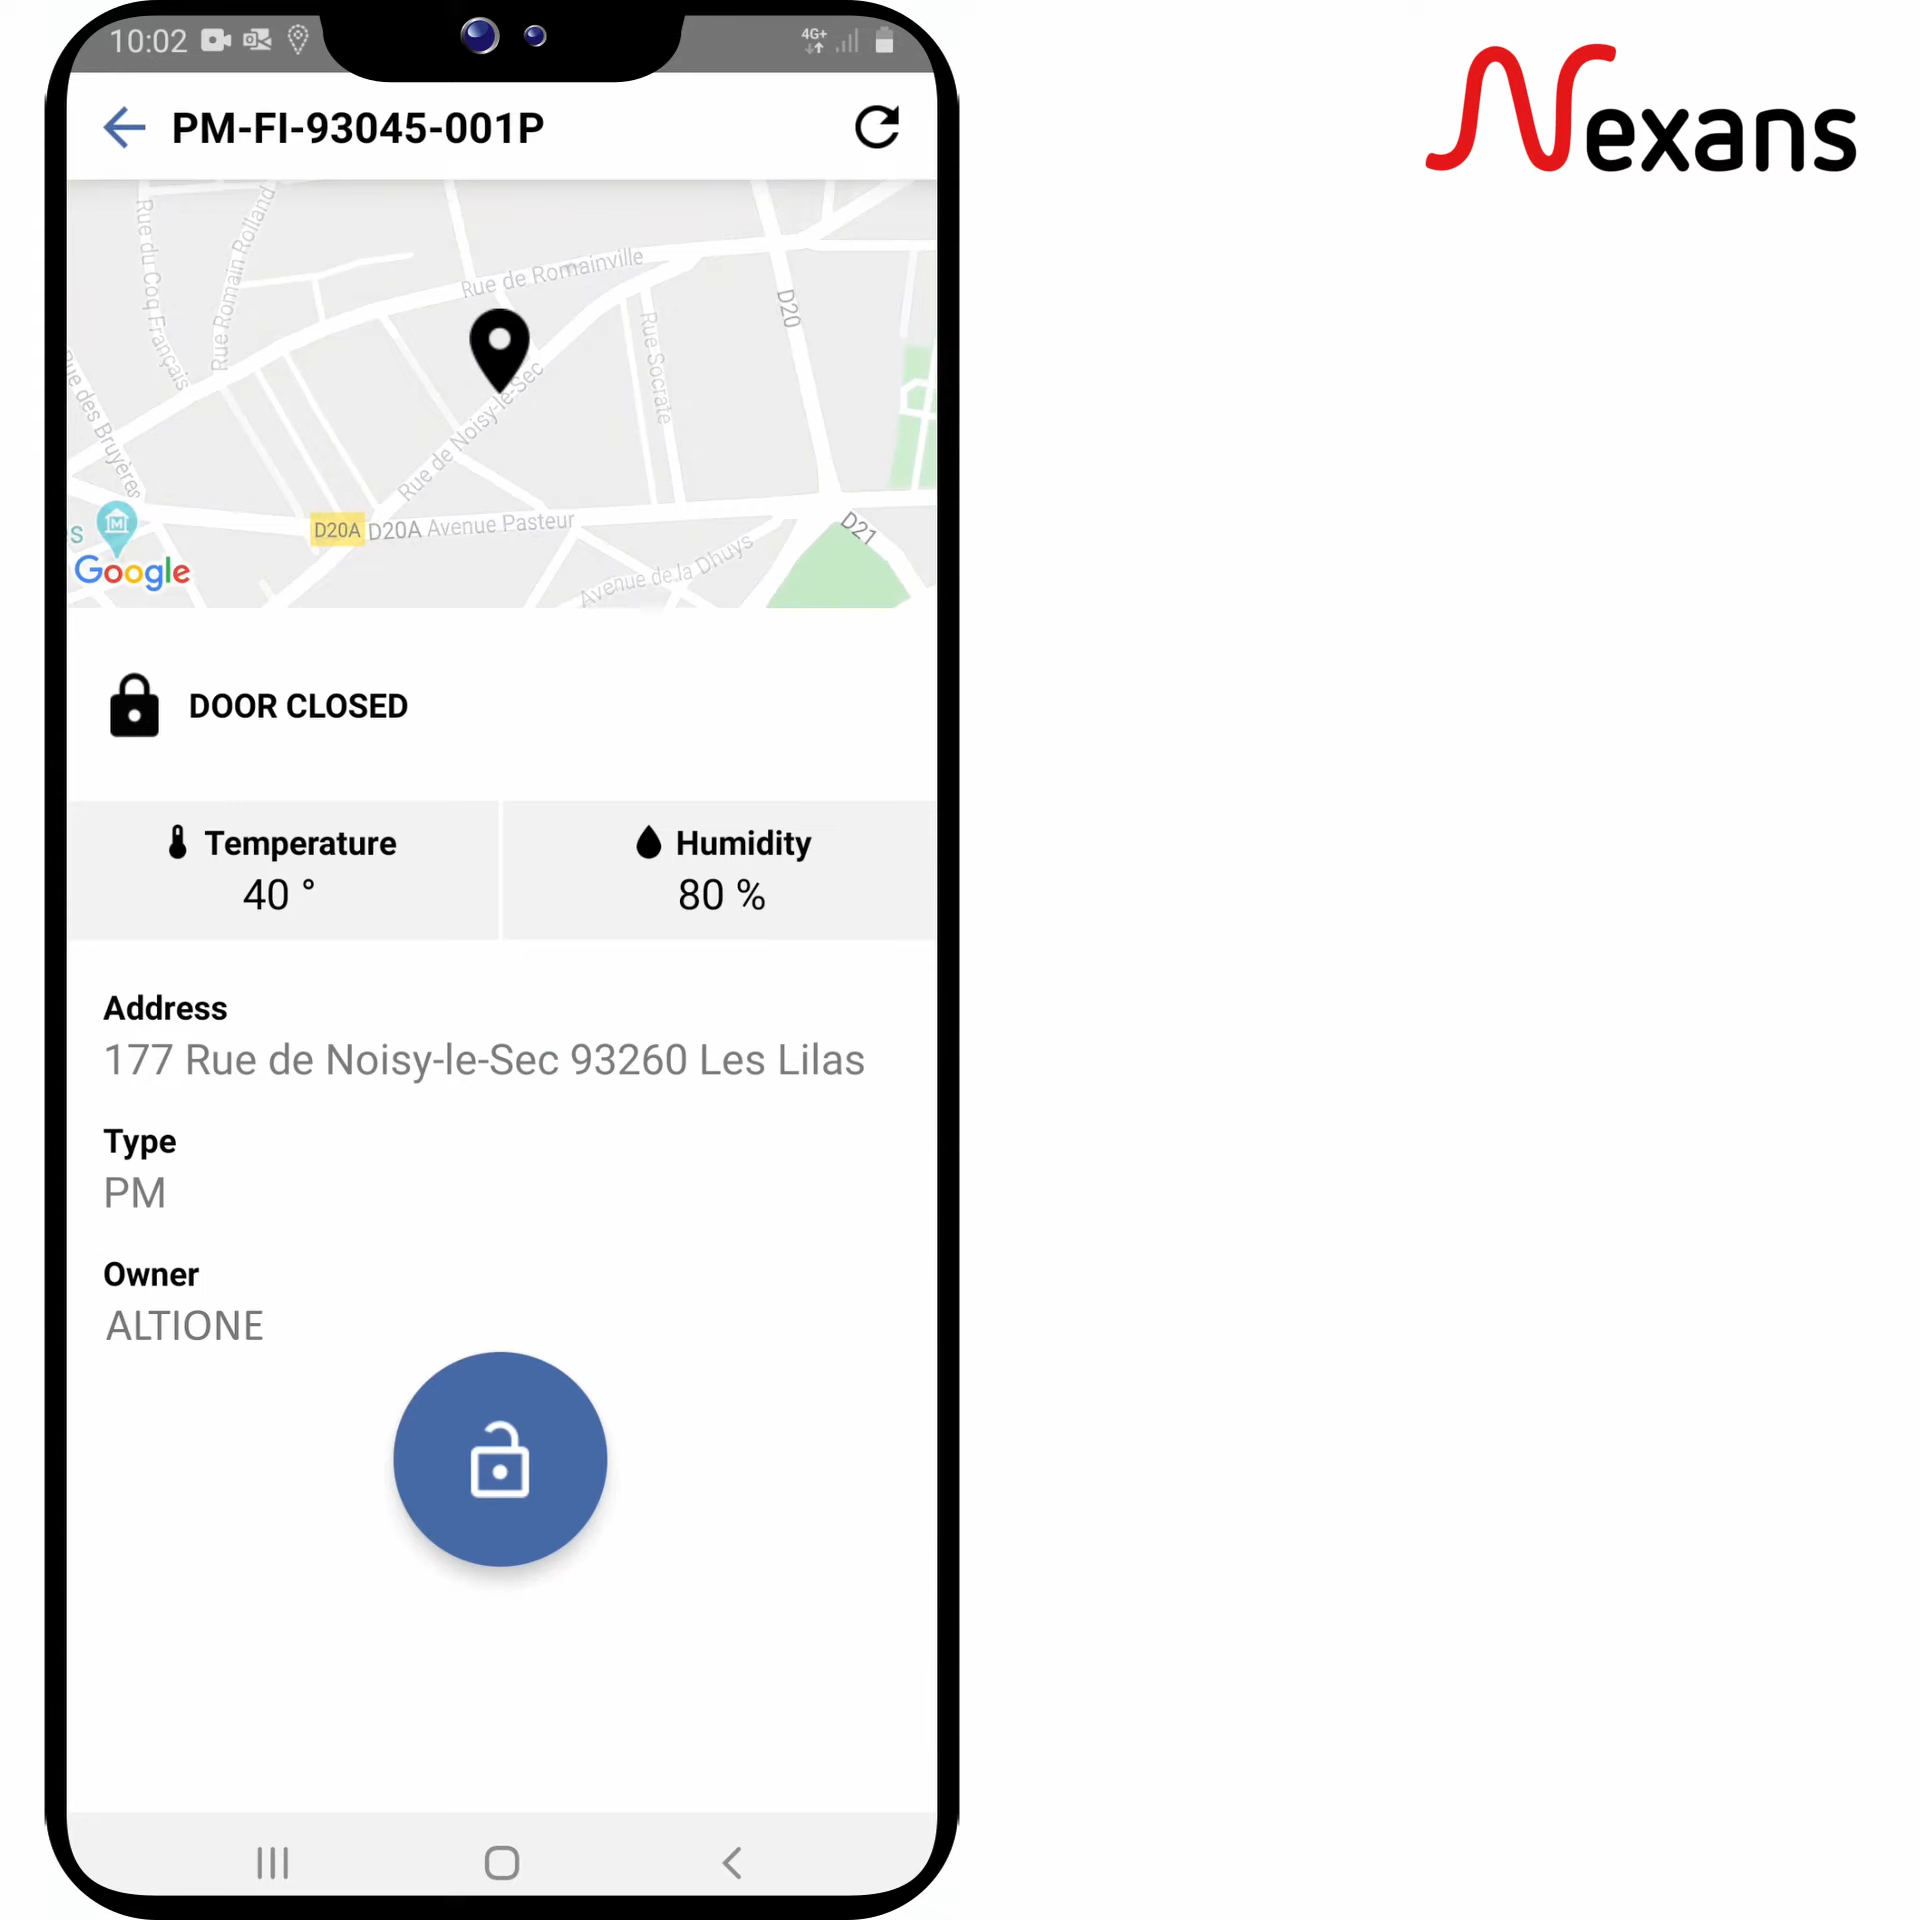 10:02
4G+
PM-FI-93045-001P
Nexans
Rue du Coq Français
Rue Romain Rolland
Rue de Romainville
D20
Rue Socrate
Rue des Bruyères
Rue de Noisy-le-Sec
D20A D20A Avenue Pasteur
D21
Avenue de la Dhuys
s
M
Google
DOOR CLOSED
Temperature
40 °
Humidity
80 %
Address
177 Rue de Noisy-le-Sec 93260 Les Lilas
Type
PM
Owner
ALTIONE